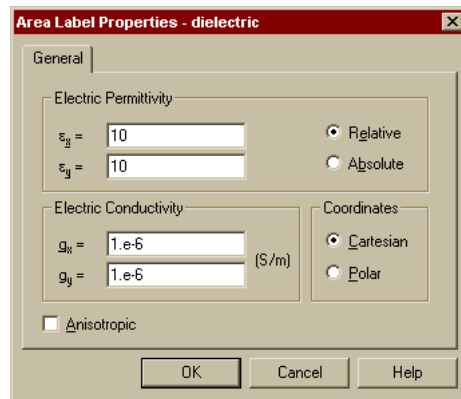 Area Label Properties - dielectric
General
Electric Permittivity
εx = 10
εy = 10
Relative
Absolute
Electric Conductivity
gx = 1.e-6
gy = 1.e-6
(S/m)
Coordinates
Cartesian
Polar
Anisotropic
OK Cancel Help